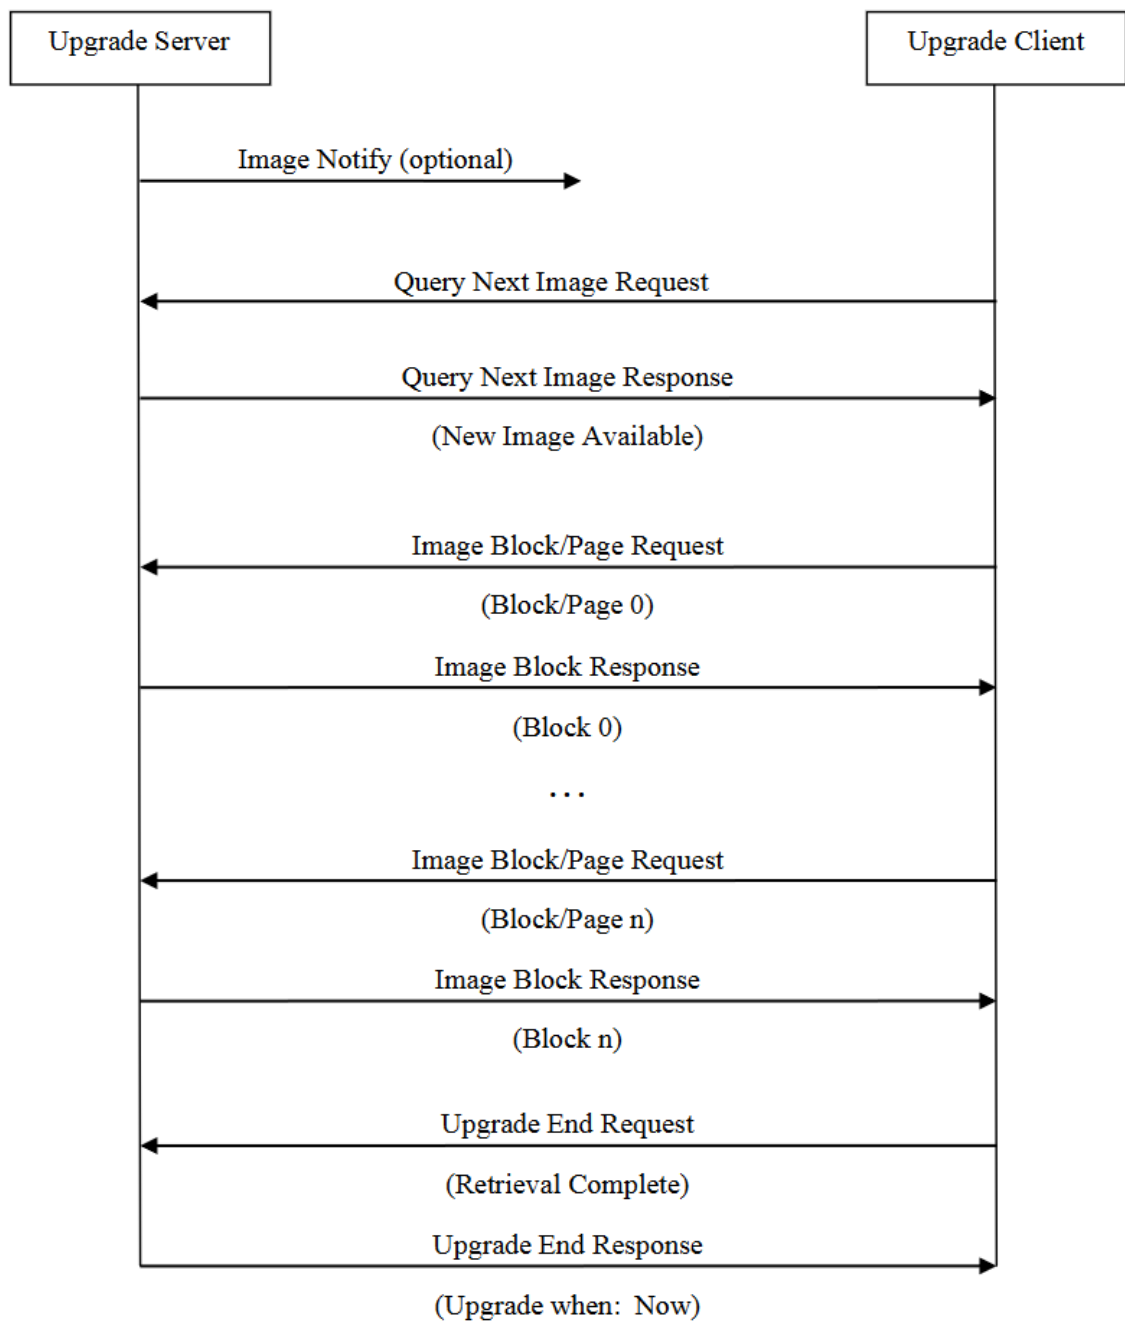 Upgrade Server
Upgrade Client
Image Notify (optional)
Query Next Image Request
Query Next Image Response
(New Image Available)
Image Block/Page Request
(Block/Page 0)
Image Block Response
(Block 0)
...
Image Block/Page Request
(Block/Page n)
Image Block Response
(Block n)
Upgrade End Request
(Retrieval Complete)
Upgrade End Response
(Upgrade when:  Now)